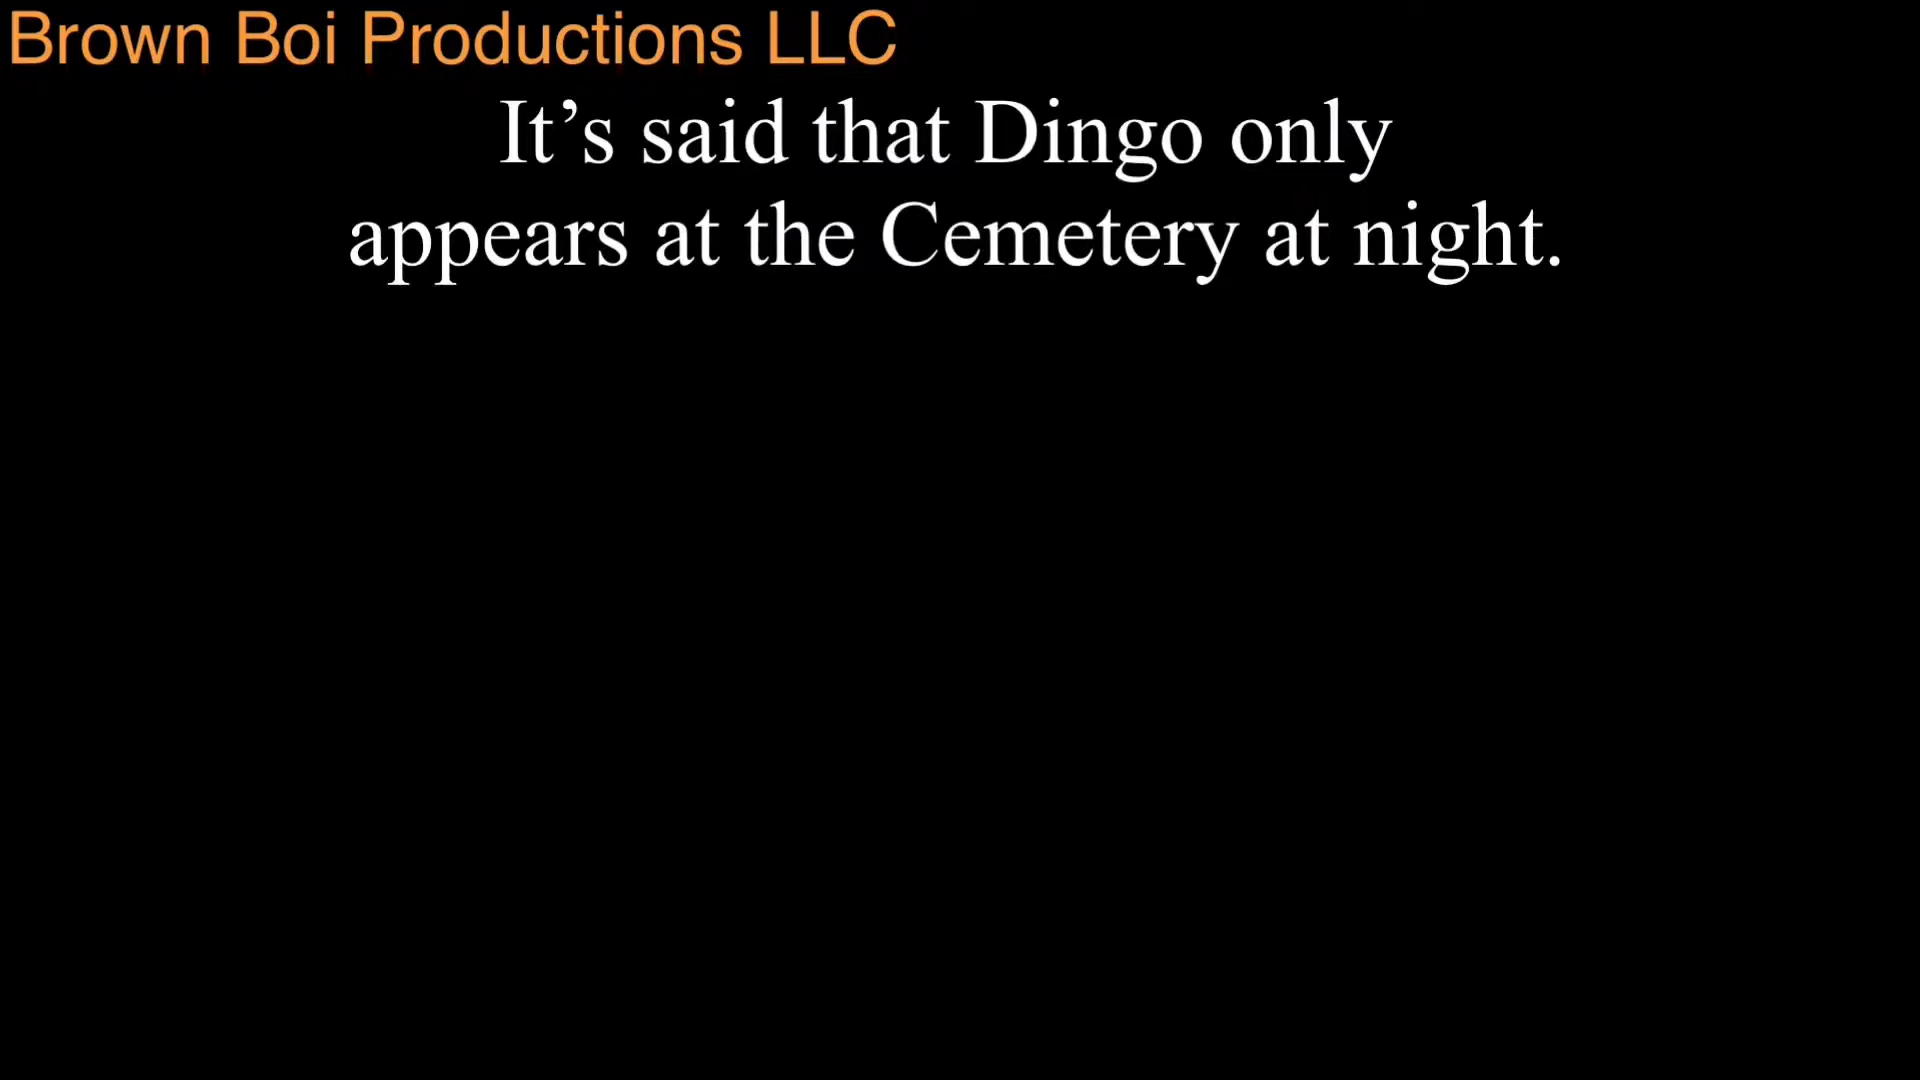 Brown Boi Productions LLC
It’s said that Dingo only
appears at the Cemetery at night.